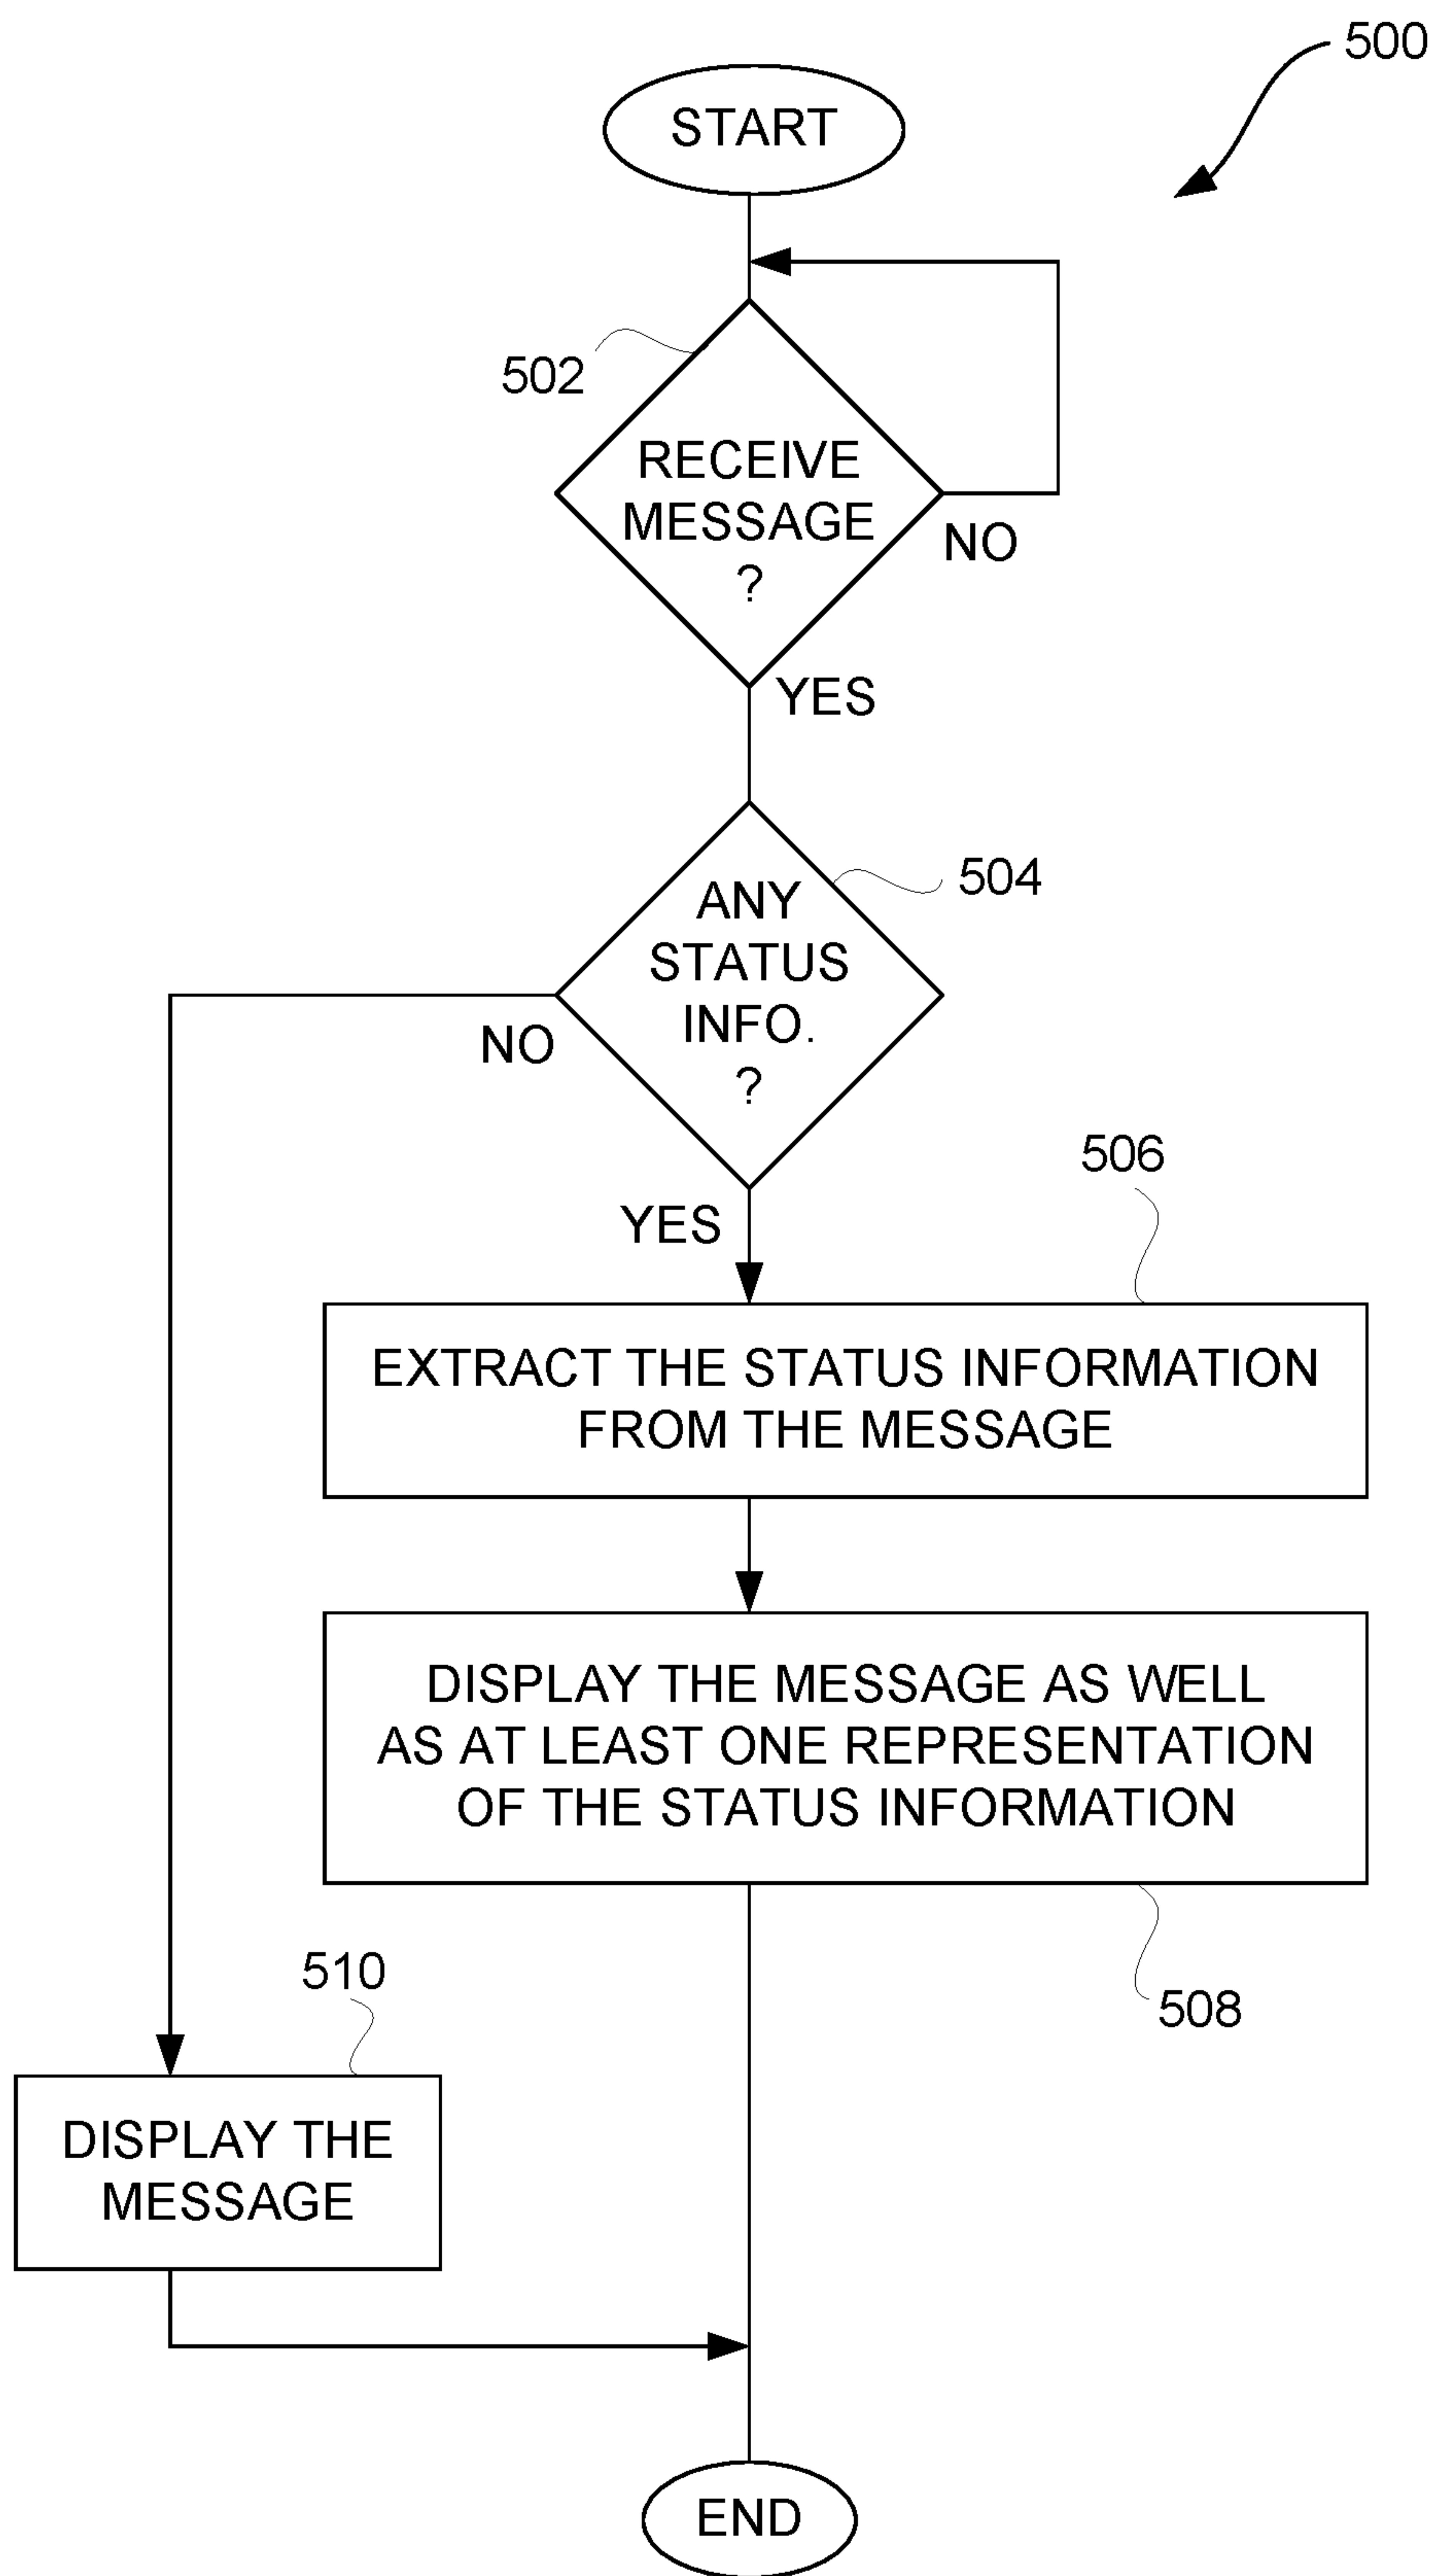 500
START
502
RECEIVE
MESSAGE
?
NO
YES
504
ANY
STATUS
INFO.
?
NO
YES
506
EXTRACT THE STATUS INFORMATION
FROM THE MESSAGE
DISPLAY THE MESSAGE AS WELL
AS AT LEAST ONE REPRESENTATION
OF THE STATUS INFORMATION
508
510
DISPLAY THE
MESSAGE
END